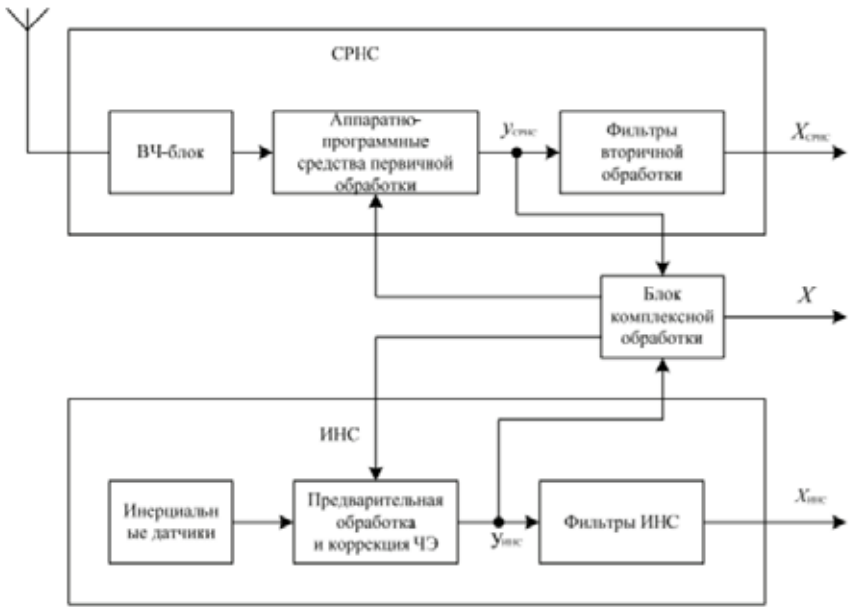 СРНС
ВЧ-блок
Аппаратно-
программные
средства первичной
обработки
yСРНС
Фильтры
вторичной
обработки
XСРНС
Блок
комплексной
обработки
X
ИНС
Инерциальн
ые датчики
Предварительная
обработка
и коррекция ЧЭ
yИНС
Фильтры ИНС
XИНС